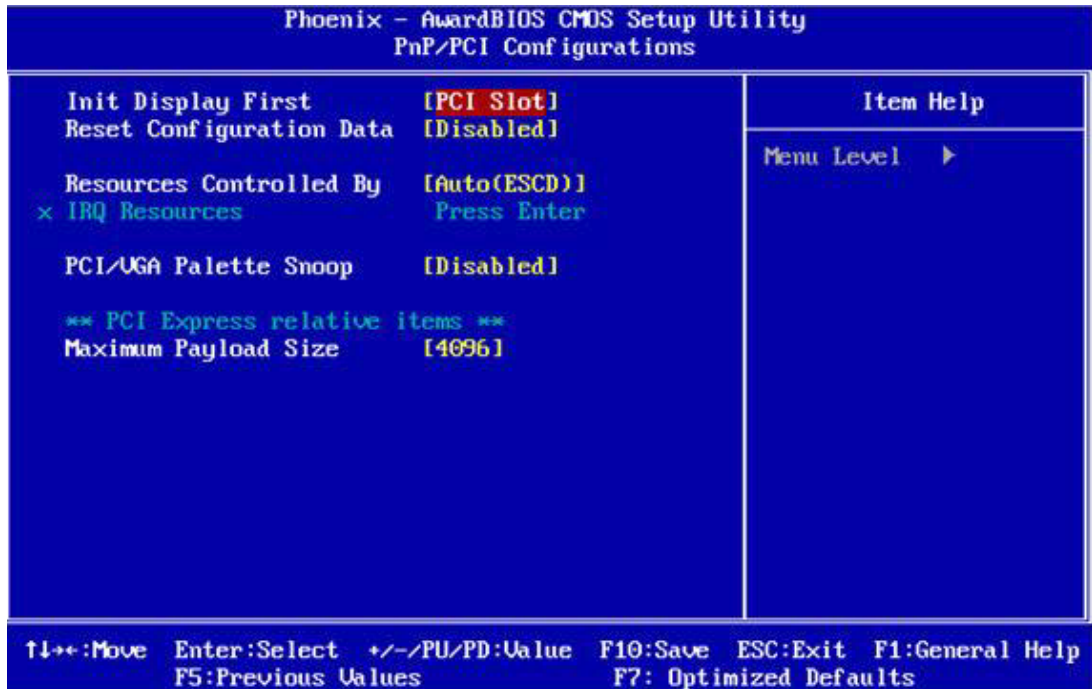 Phoenix - AwardBIOS CMOS Setup Utility
PnP/PCI Configurations
Init Display First [PCI Slot]
Reset Configuration Data [Disabled]
Resources Controlled By [Auto(ESCD)]
x IRQ Resources Press Enter
PCI/VGA Palette Snoop [Disabled]
** PCI Express relative items **
Maximum Payload Size [4096]
Item Help
Menu Level ▶
↑↓→←:Move Enter:Select +/-/PU/PD:Value F10:Save ESC:Exit F1:General Help
F5:Previous Values F7: Optimized Defaults